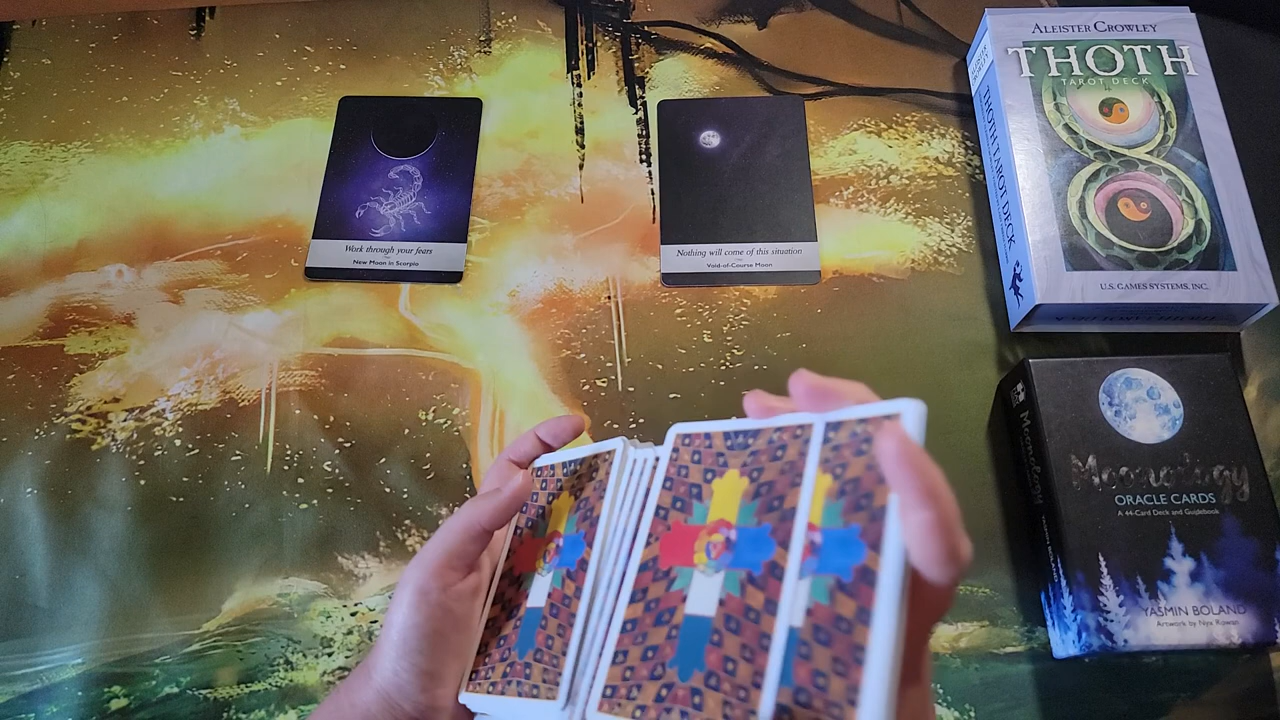 Work through your fears
New Moon in Scorpio
Nothing will come of this situation
Void-of-Course Moon
ALEISTER CROWLEY
THOTH
TAROT DECK
THOTH TAROT DECK
U.S. GAMES SYSTEMS, INC.
Moonology
ORACLE CARDS
A 44-Card Deck and Guidebook
YASMIN BOLAND
Artwork by Nyx Rowan
Moonology